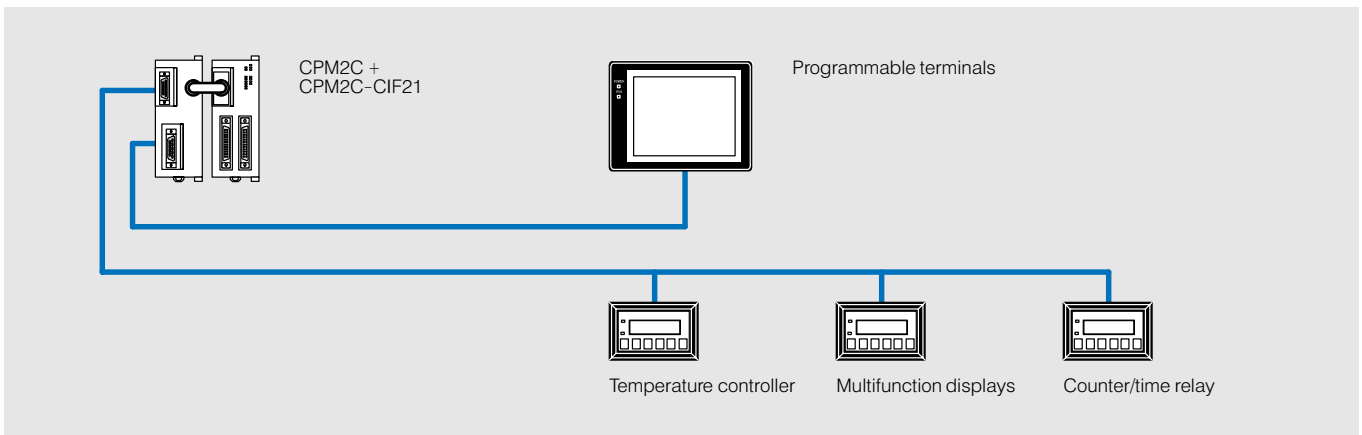 CPM2C +
CPM2C-CIF21
Programmable terminals
Temperature controller
Multifunction displays
Counter/time relay